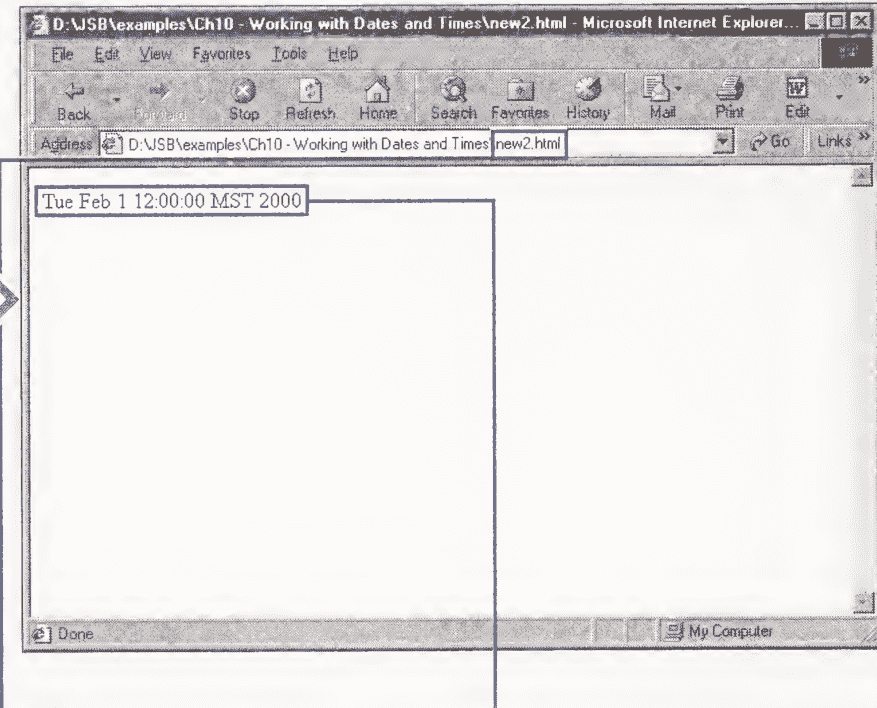 D:\JSB\examples\Ch10 - Working with Dates and Times\new2.html - Microsoft Internet Explorer...
File Edit View Favorites Tools Help
Back Forward Stop Refresh Home Search Favorites History Mail Print Edit »
Address D:\JSB\examples\Ch10 - Working with Dates and Times\new2.html Go Links »
Tue Feb 1 12:00:00 MST 2000
Done My Computer